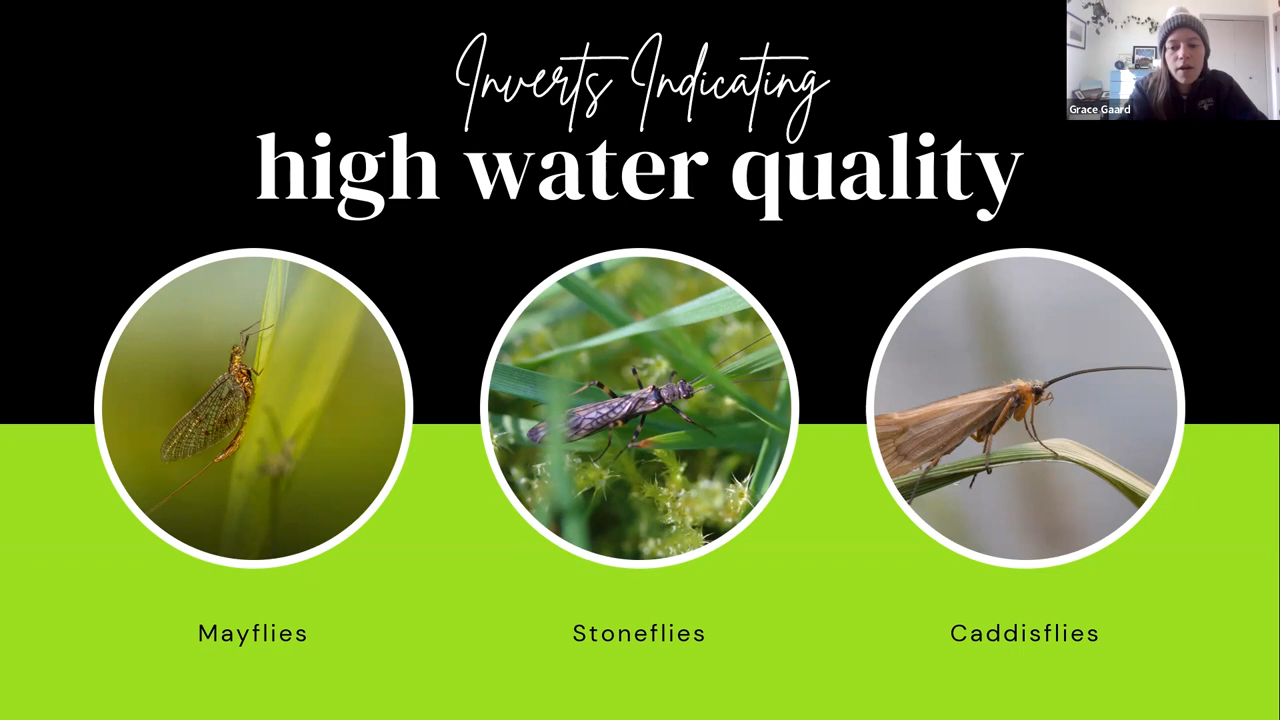 Inverts Indicating
high water quality
Grace Gaard
Mayflies
Stoneflies
Caddisflies